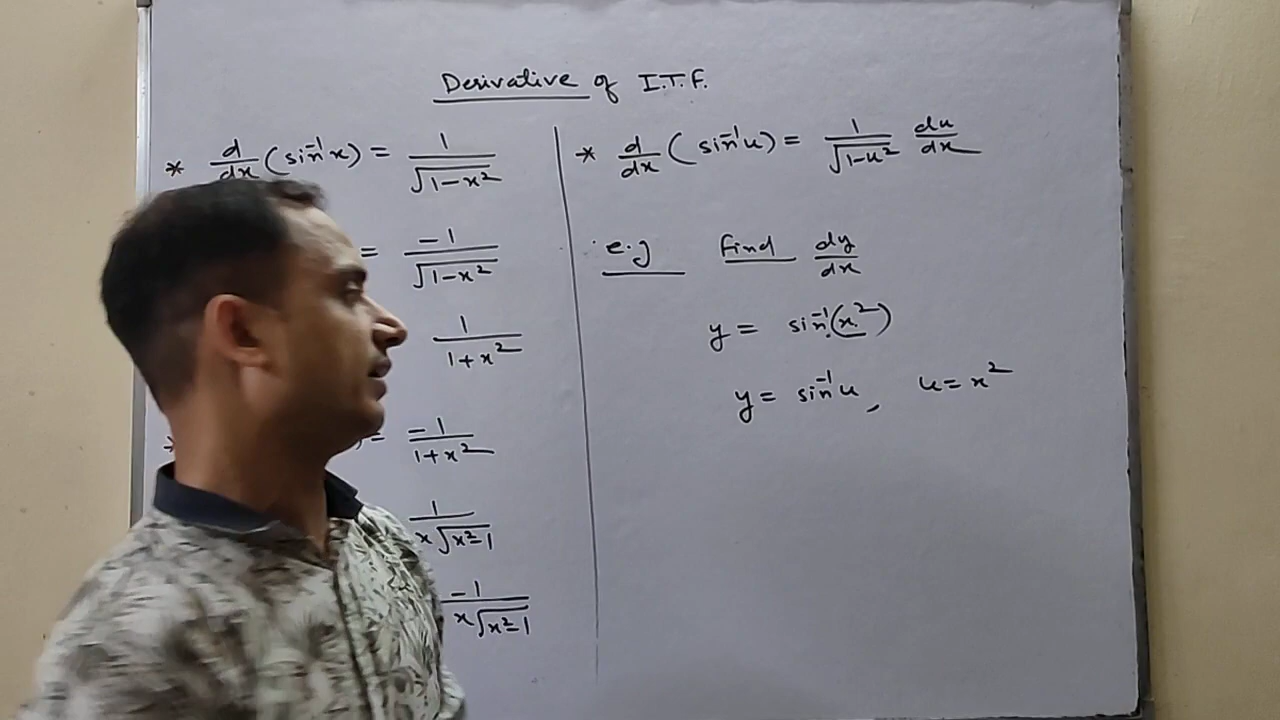 Derivative of I.T.F.
* d/dx (sin⁻¹x) = 1/√(1-x²)
= -1/√(1-x²)
1/(1+x²)
= -1/(1+x²)
1/(x√(x²-1))
-1/(x√(x²-1))
* d/dx (sin⁻¹u) = 1/√(1-u²) du/dx
e.g Find dy/dx
y = sin⁻¹(x²)
y = sin⁻¹u, u = x²